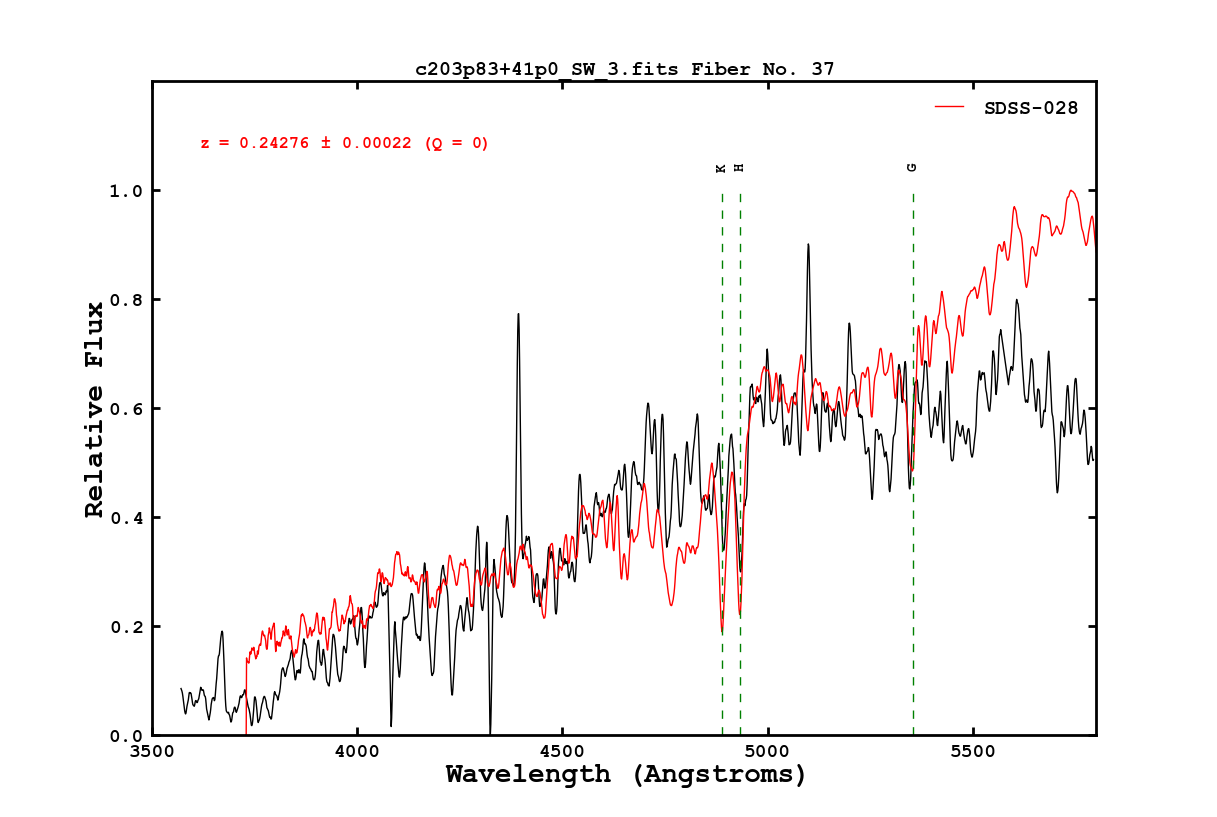 c203p83+41p0_SW_3.fits Fiber No. 37
SDSS-028
z = 0.24276 ± 0.00022 (Q = 0)
K H G
1.0
0.8
0.6
0.4
0.2
0.0
Relative Flux
3500 4000 4500 5000 5500
Wavelength (Angstroms)